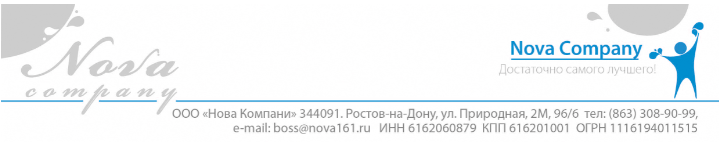 Nova
company
Nova Company
Достаточно самого лучшего!
ООО «Нова Компани» 344091. Ростов-на-Дону, ул. Природная, 2М, 96/6 тел: (863) 308-90-99,
e-mail: boss@nova161.ru ИНН 6162060879 КПП 616201001 ОГРН 1116194011515